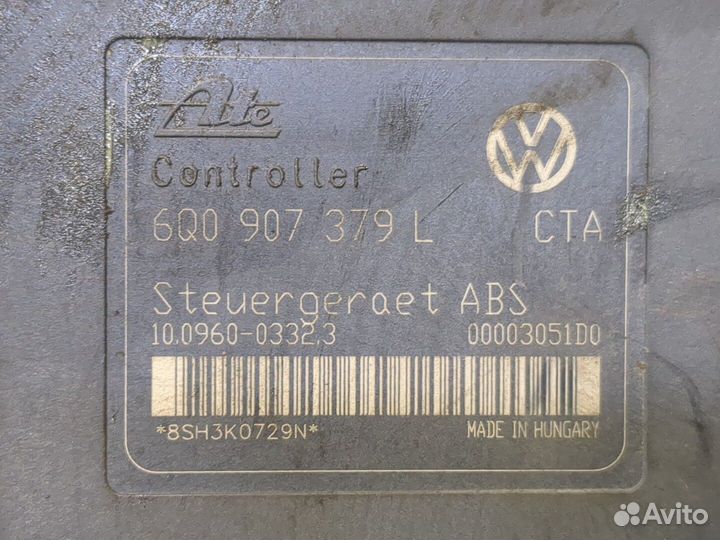 Ate
Controller
6Q0 907 379 L CTA
Steuergeraet ABS
10.0960-0332.3 00003051D0
*8SH3K0729N* MADE IN HUNGARY
Avito